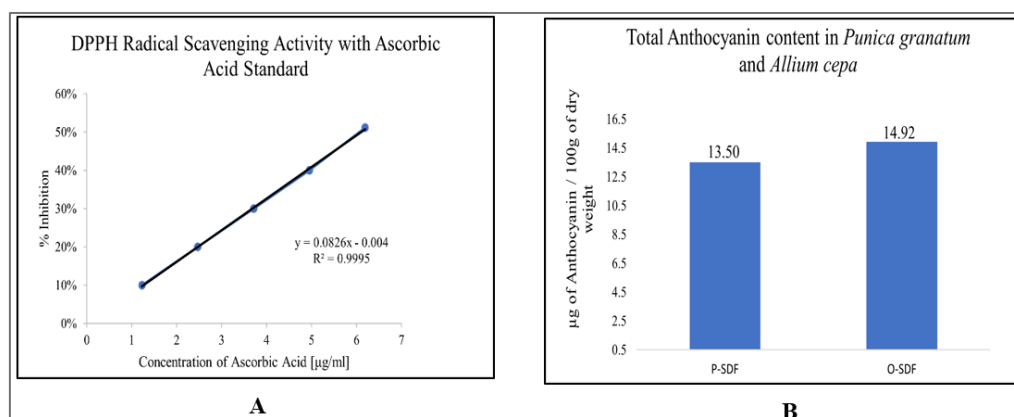 DPPH Radical Scavenging Activity with Ascorbic
Acid Standard
60%
50%
40%
30%
20%
10%
0%
% Inhibition
y = 0.0826x - 0.004
R² = 0.9995
0 1 2 3 4 5 6 7
Concentration of Ascorbic Acid [µg/ml]
A
Total Anthocyanin content in Punica granatum
and Allium cepa
µg of Anthocyanin / 100g of dry
weight
16.5
14.5
12.5
10.5
8.5
6.5
4.5
2.5
0.5
13.50
14.92
P-SDF O-SDF
B